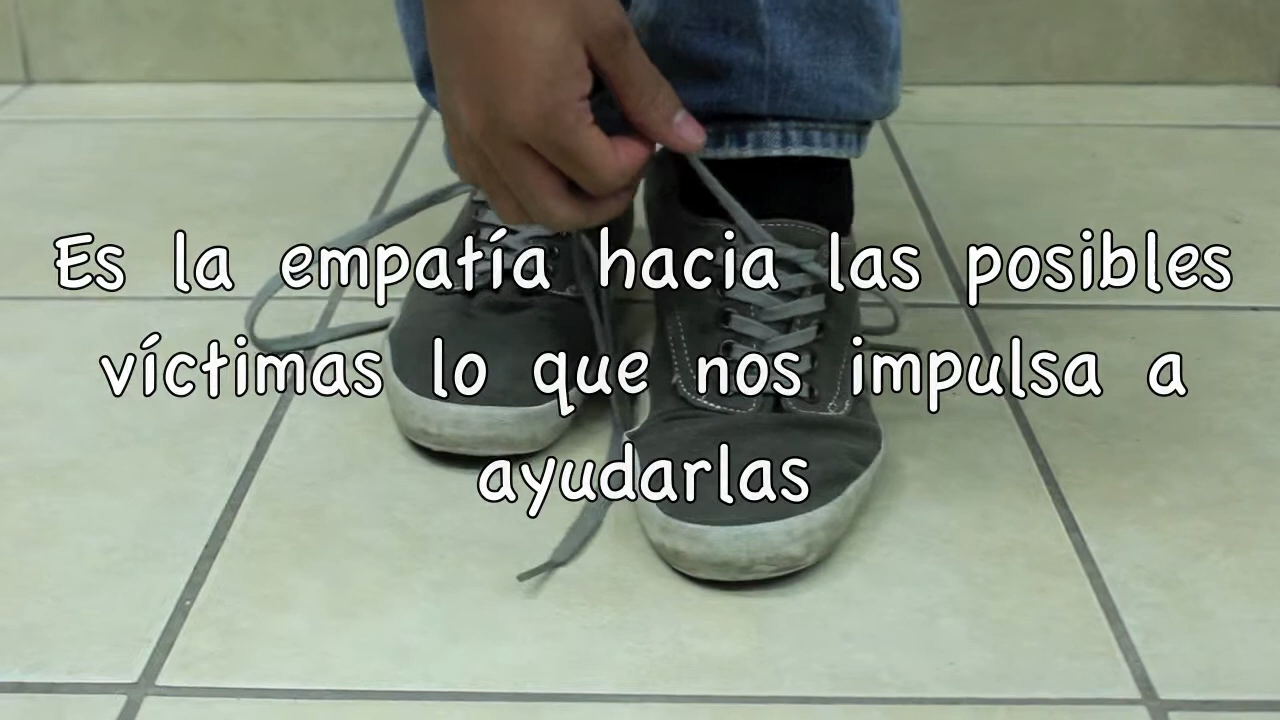 Es la empatía hacia las posibles
víctimas lo que nos impulsa a
ayudarlas